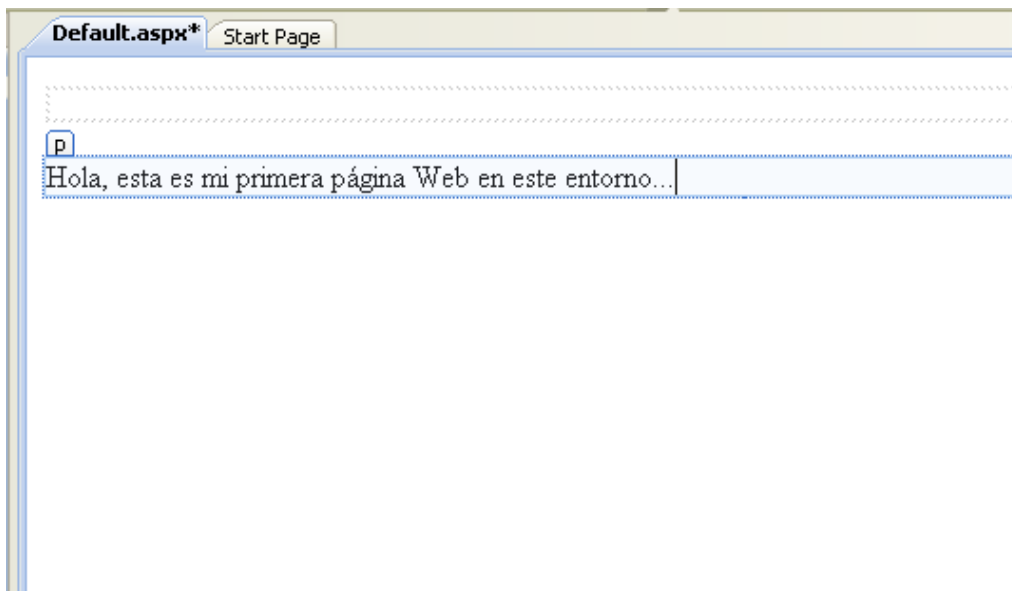 Default.aspx* Start Page
p
Hola, esta es mi primera página Web en este entorno...